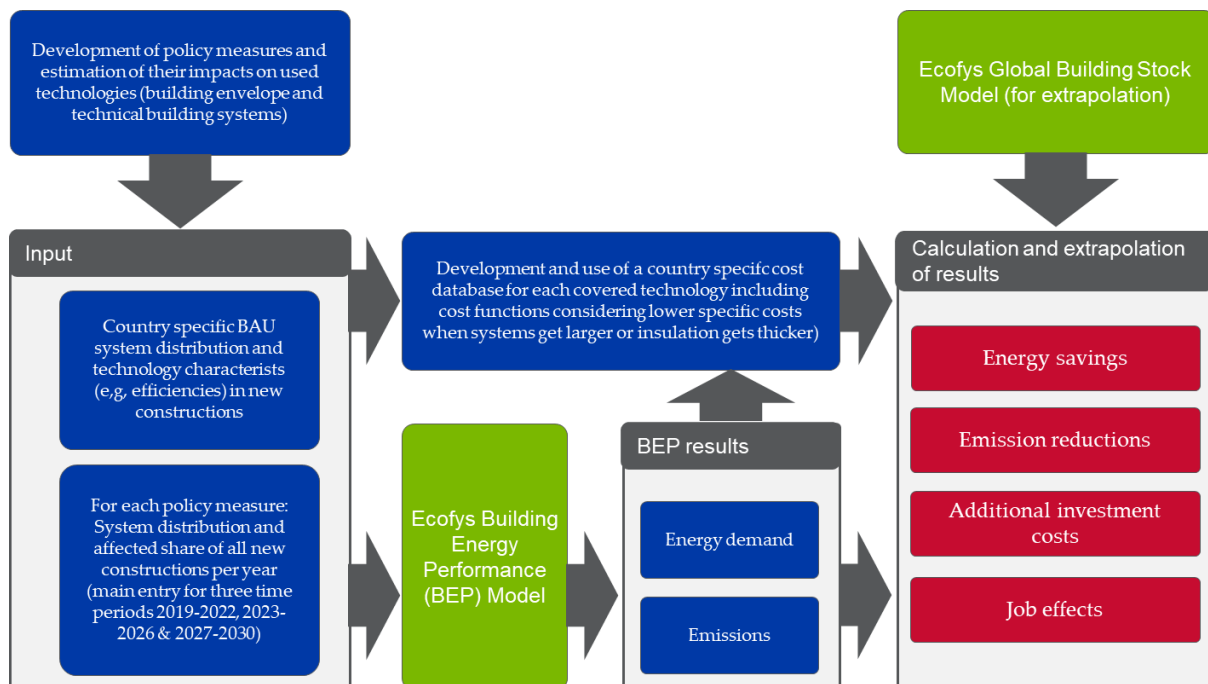 Development of policy measures and
estimation of their impacts on used
technologies (building envelope and
technical building systems)
Ecofys Global Building Stock
Model (for extrapolation)
Input
Country specific BAU
system distribution and
technology characterists
(e,g, efficiencies) in new
constructions
For each policy measure:
System distribution and
affected share of all new
constructions per year
(main entry for three time
periods 2019-2022, 2023-
2026 & 2027-2030)
Development and use of a country specifc cost
database for each covered technology including
cost functions considering lower specific costs
when systems get larger or insulation gets thicker)
Ecofys Building
Energy
Performance
(BEP) Model
BEP results
Energy demand
Emissions
Calculation and extrapolation
of results
Energy savings
Emission reductions
Additional investment
costs
Job effects